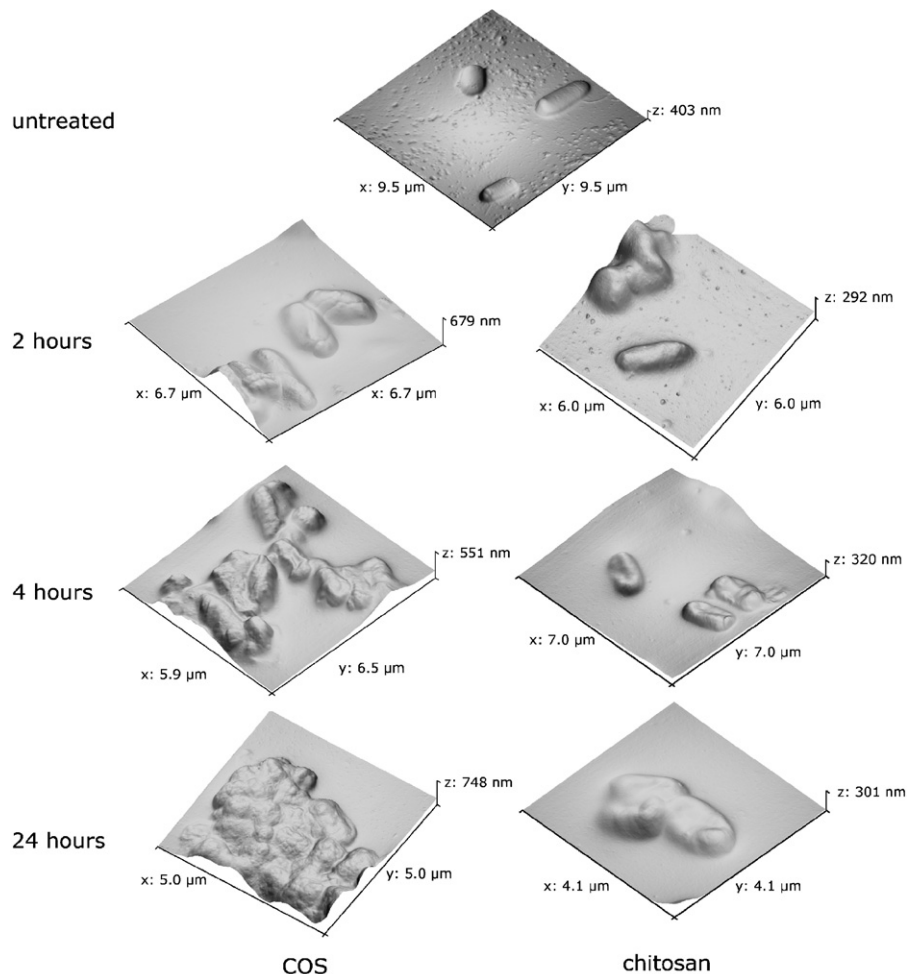 untreated
z: 403 nm
x: 9.5 µm
y: 9.5 µm
2 hours
679 nm
x: 6.7 µm
x: 6.7 µm
z: 292 nm
x: 6.0 µm
y: 6.0 µm
4 hours
z: 551 nm
x: 5.9 µm
y: 6.5 µm
z: 320 nm
x: 7.0 µm
y: 7.0 µm
24 hours
z: 748 nm
x: 5.0 µm
y: 5.0 µm
z: 301 nm
x: 4.1 µm
y: 4.1 µm
COS
chitosan